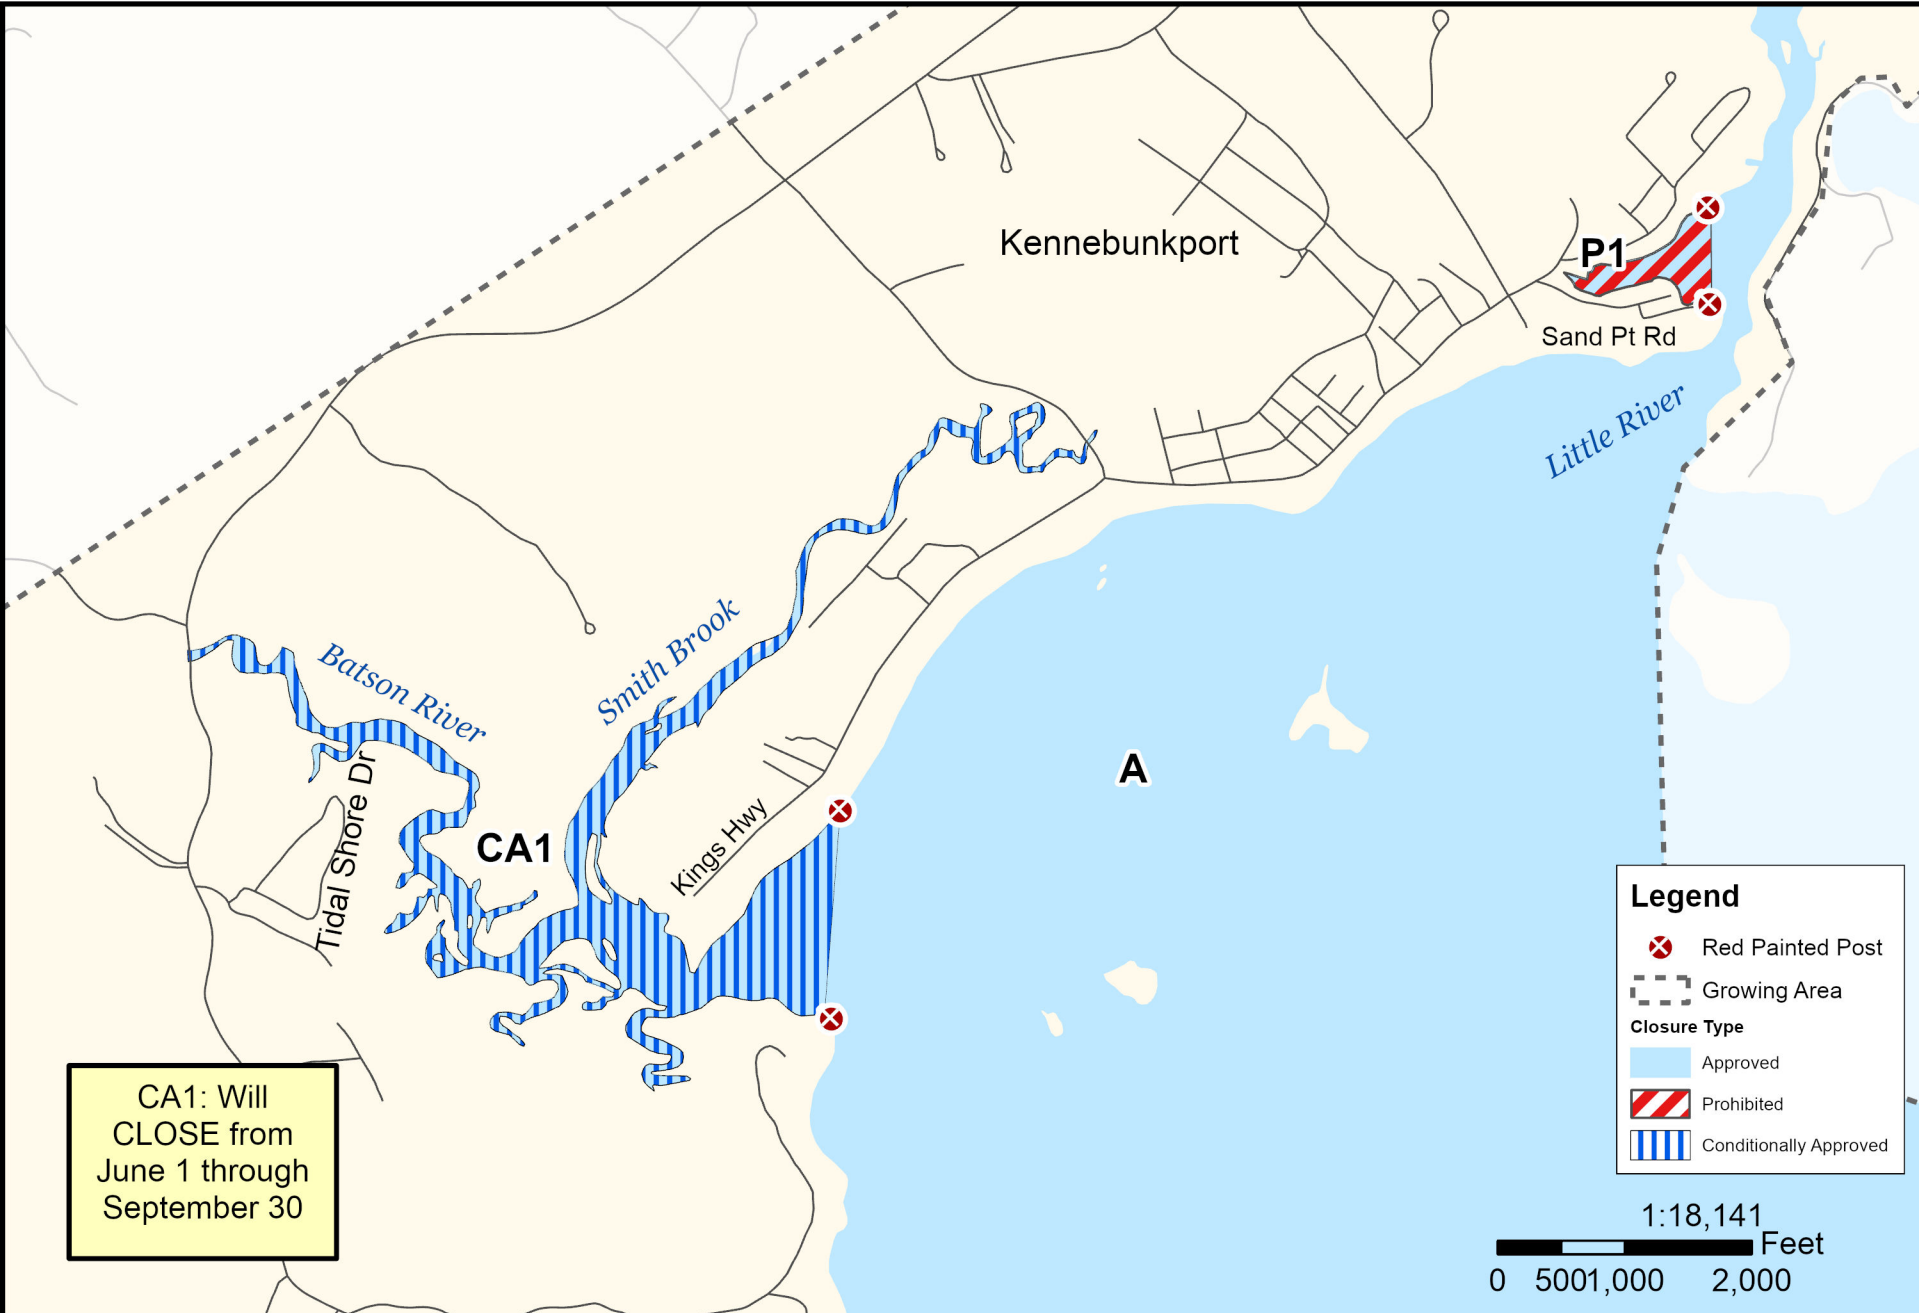 Kennebunkport
P1
Sand Pt Rd
Little River
Smith Brook
Batson River
Tidal Shore Dr
CA1
Kings Hwy
A
Legend
Red Painted Post
Growing Area
Closure Type
Approved
Prohibited
Conditionally Approved
CA1: Will
CLOSE from
June 1 through
September 30
1:18,141
Feet
0 500 1,000 2,000